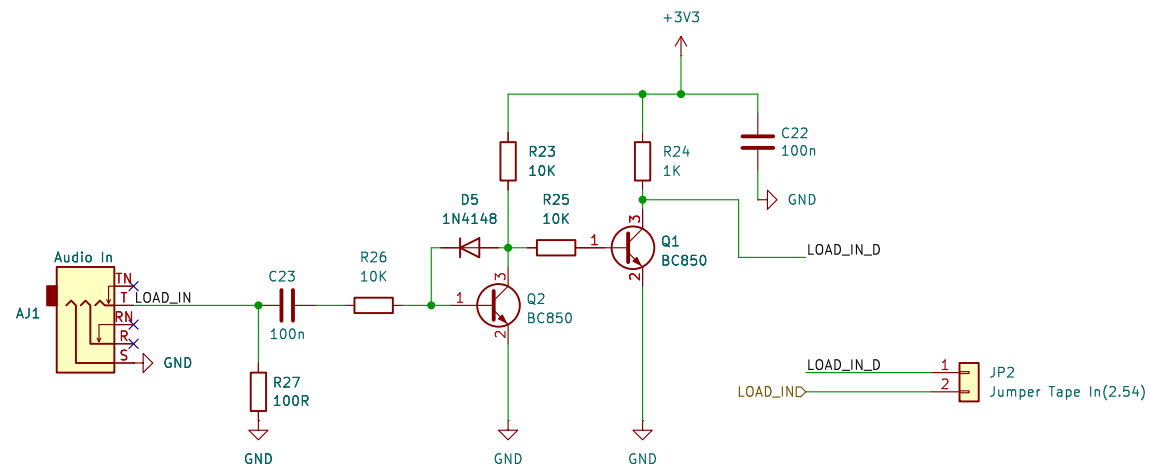 +3V3
C22
100n
R23
10K
R24
1K
D5
1N4148
R25
10K
GND
3
1
Q1
BC850
2
LOAD_IN_D
Audio In
R26
10K
C23
100n
TN
T
LOAD_IN
RN
R
S
AJ1
GND
1
3
Q2
BC850
2
R27
100R
GND
GND
GND
LOAD_IN_D
1
JP2
LOAD_IN
2
Jumper Tape In(2.54)